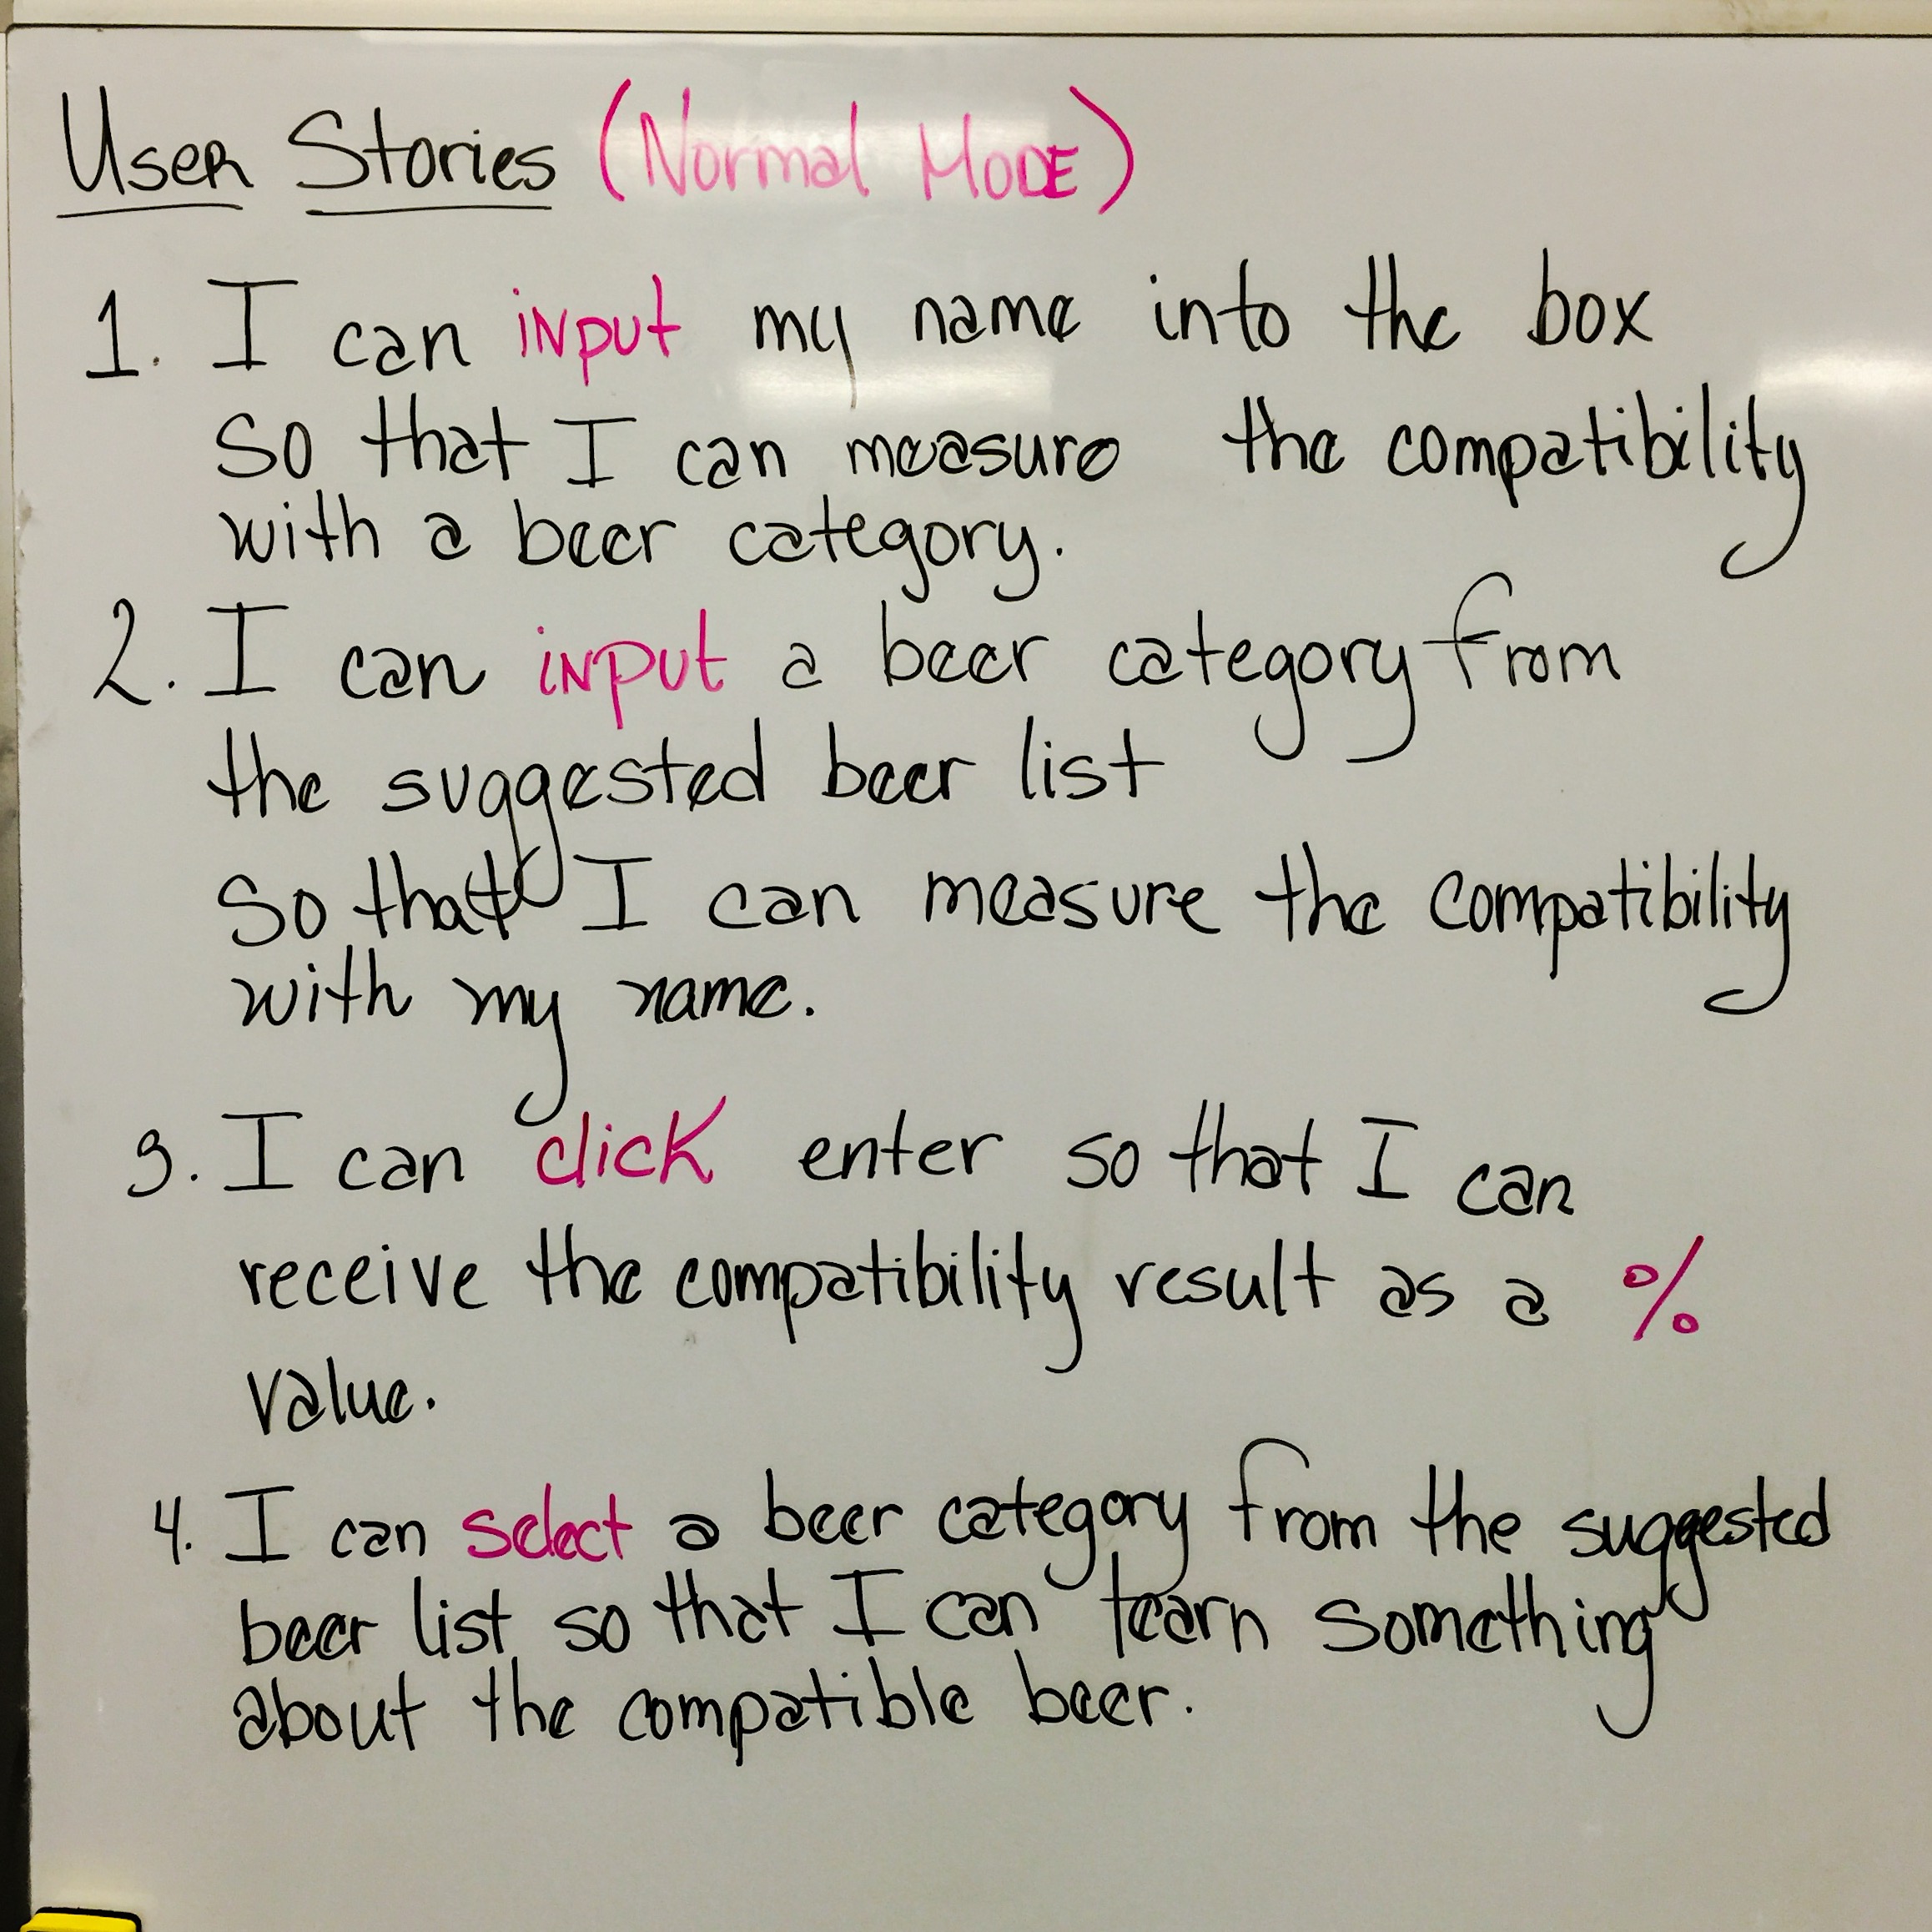 User Stories (Normal Mode)
1. I can input my name into the box
so that I can measure the compatibility
with a beer category.
2. I can input a beer category from
the suggested beer list
So that I can measure the compatibility
with my name.
3. I can click enter so that I can
receive the compatibility result as a %
value.
4. I can select a beer category from the suggested
beer list so that I can learn something
about the compatible beer.